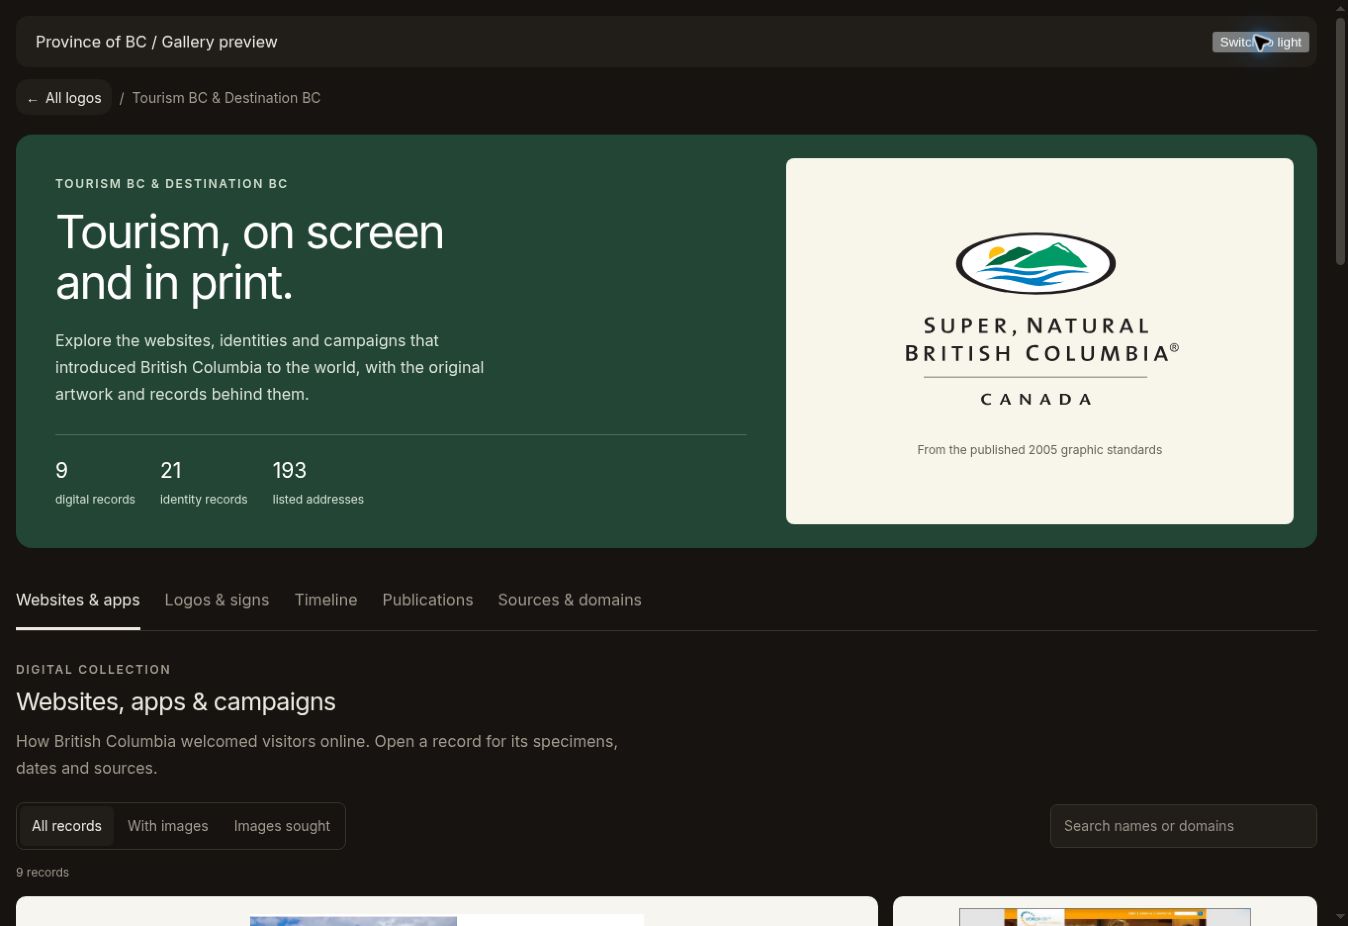 Province of BC / Gallery preview
light
← All logos / Tourism BC & Destination BC
TOURISM BC & DESTINATION BC
Tourism, on screen
and in print.
Explore the websites, identities and campaigns that
introduced British Columbia to the world, with the original
artwork and records behind them.
9
digital records
21
identity records
193
listed addresses
SUPER, NATURAL
BRITISH COLUMBIA®
CANADA
From the published 2005 graphic standards
Websites & apps
Logos & signs
Timeline
Publications
Sources & domains
DIGITAL COLLECTION
Websites, apps & campaigns
How British Columbia welcomed visitors online. Open a record for its specimens,
dates and sources.
All records
With images
Images sought
Search names or domains
9 records